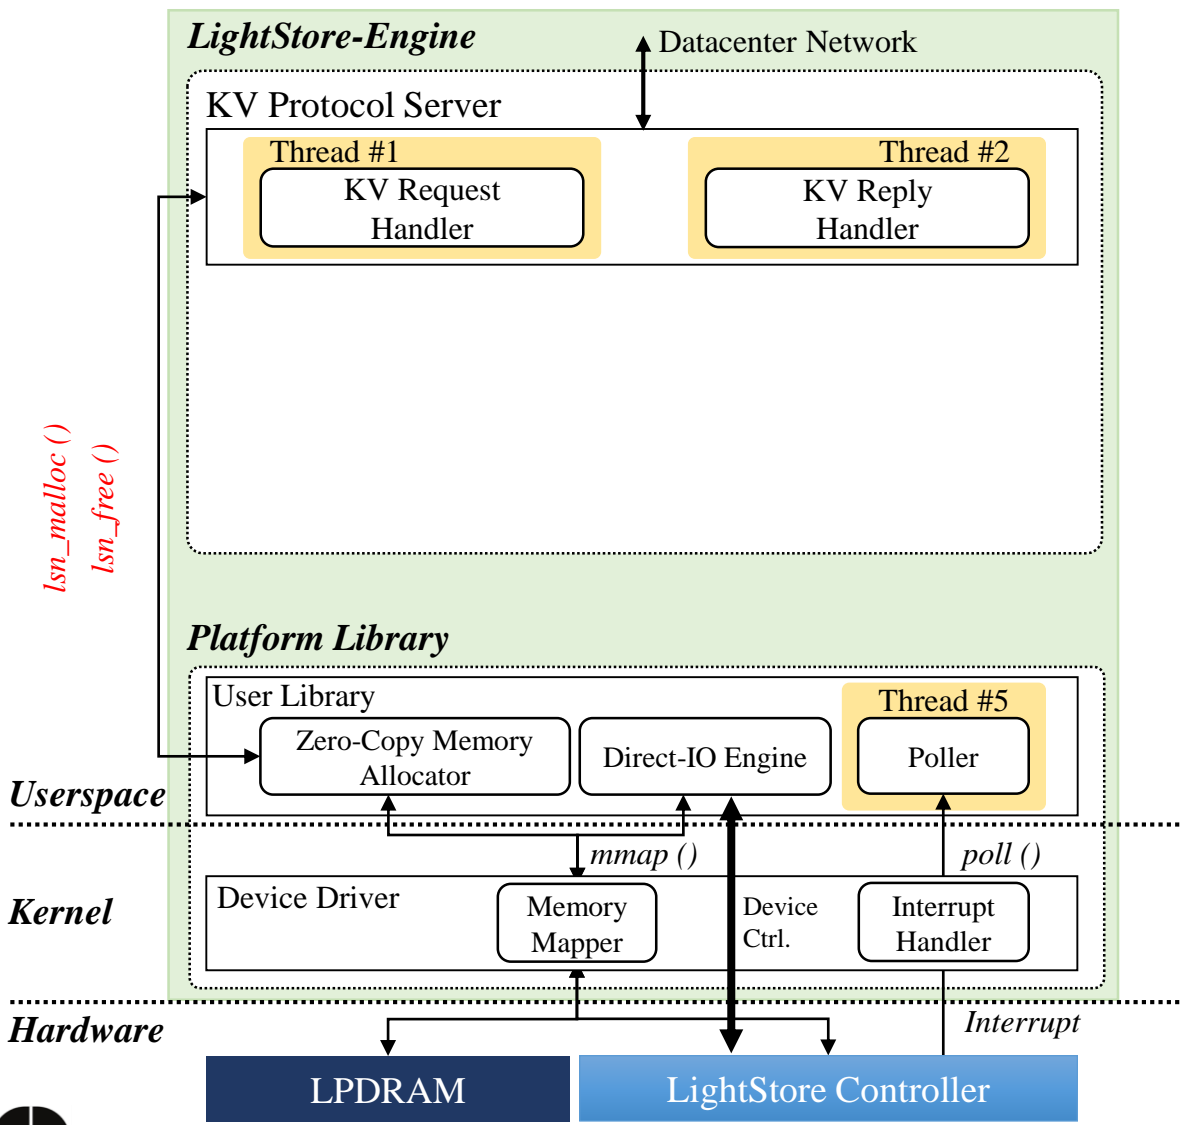 LightStore-Engine
Datacenter Network
KV Protocol Server
Thread #1
Thread #2
KV Request
Handler
KV Reply
Handler
lsn_malloc ()
lsn_free ()
Platform Library
User Library
Thread #5
Zero-Copy Memory
Allocator
Direct-IO Engine
Poller
Userspace
mmap ()
poll ()
Kernel
Device Driver
Memory
Mapper
Device
Ctrl.
Interrupt
Handler
Hardware
Interrupt
LPDRAM
LightStore Controller